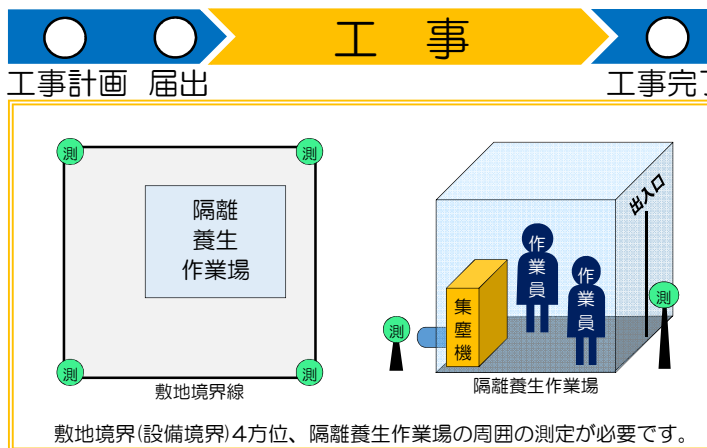 工事
工事計画 届出 工事完了
測 測
隔離
養生
作業場
測 測
敷地境界線
出入口
作業員
作業員
集塵機
測
測
隔離養生作業場
敷地境界(設備境界)4方位、隔離養生作業場の周囲の測定が必要です。